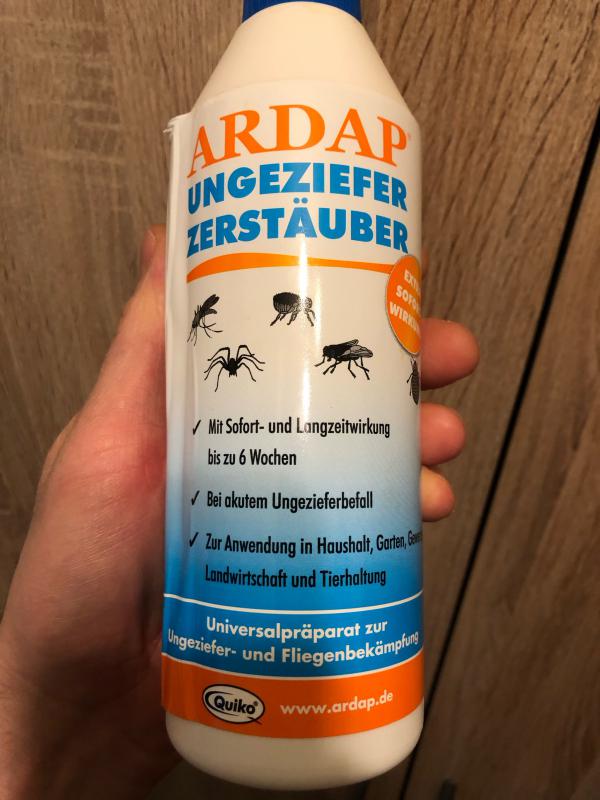 ARDAP®
UNGEZIEFER
ZERSTÄUBER
SOFORT
✓ Mit Sofort- und Langzeitwirkung
bis zu 6 Wochen
✓ Bei akutem Ungezieferbefall
✓ Zur Anwendung in Haushalt, Garten,
Landwirtschaft und Tierhaltung
Universalpräparat zur
Ungeziefer- und Fliegenbekämpfung
Quiko®
www.ardap.de